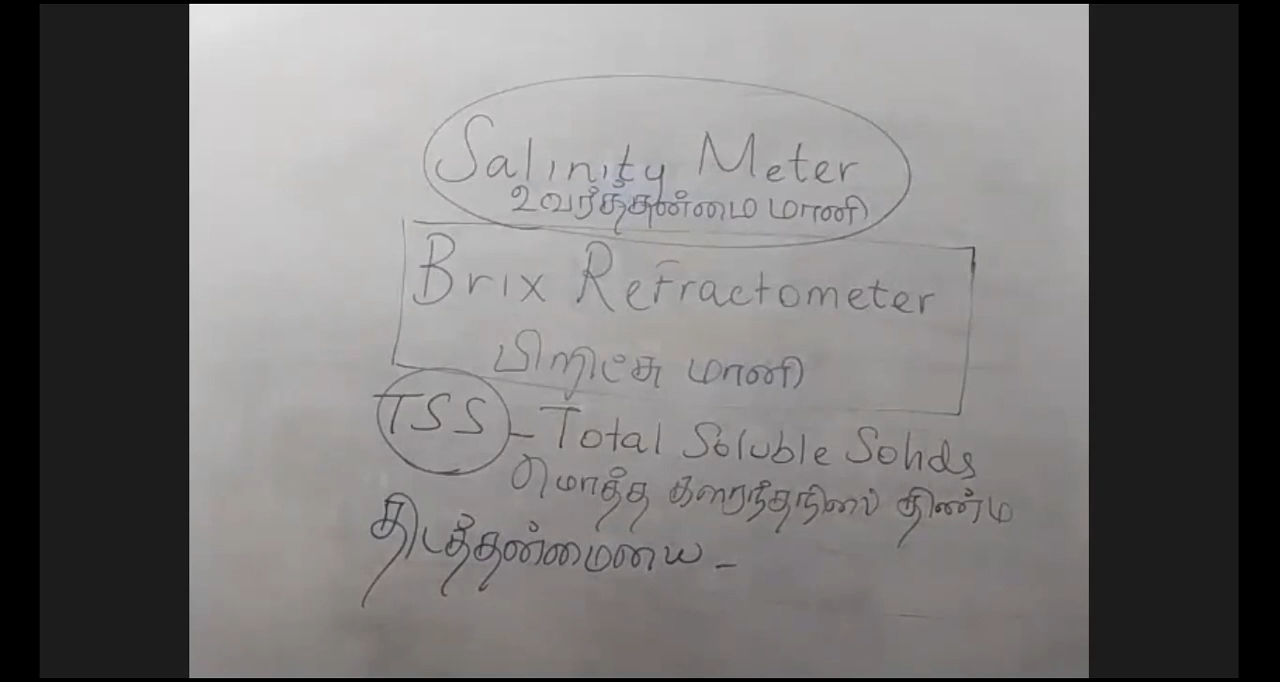 Salinity Meter
உவர்த்தன்மை மானி
Brix Refractometer
பிறிட்சு மானி
TSS - Total Soluble Solids
மொத்த கரைந்தநிலை திண்ம
திடத்தன்மையை -